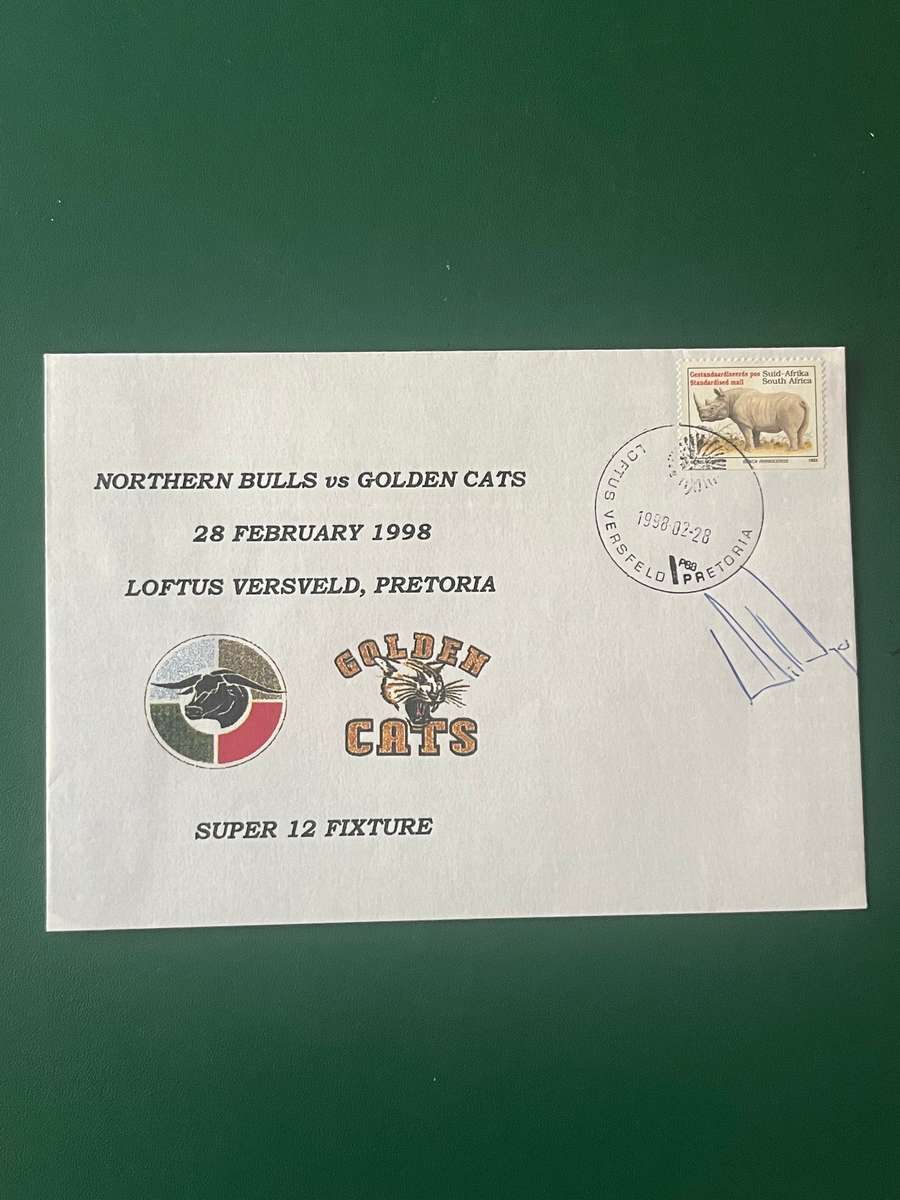 Gestandaardiseerde pos Suid-Afrika
Standardised mail South Africa
NORTHERN BULLS vs GOLDEN CATS
28 FEBRUARY 1998
LOFTUS VERSVELD, PRETORIA
LOFTUS VERSFELD PRETORIA
1998-02-28
GOLDEN
CATS
SUPER 12 FIXTURE